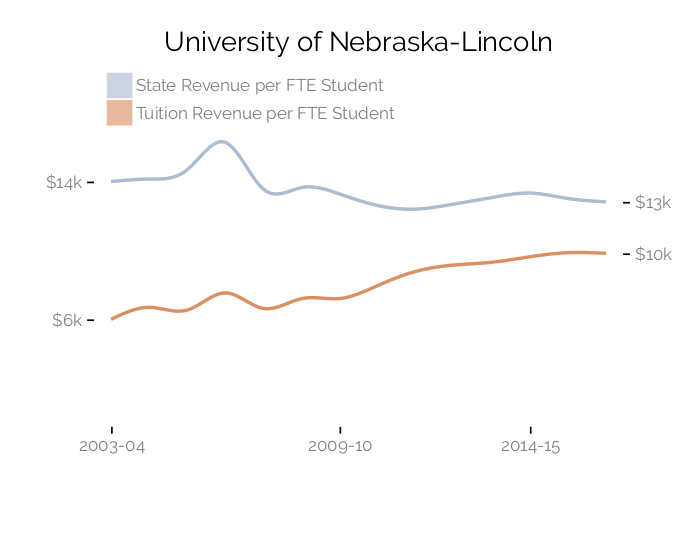 University of Nebraska-Lincoln
State Revenue per FTE Student
Tuition Revenue per FTE Student
$14k
$13k
$10k
$6k
2003-04 2009-10 2014-15